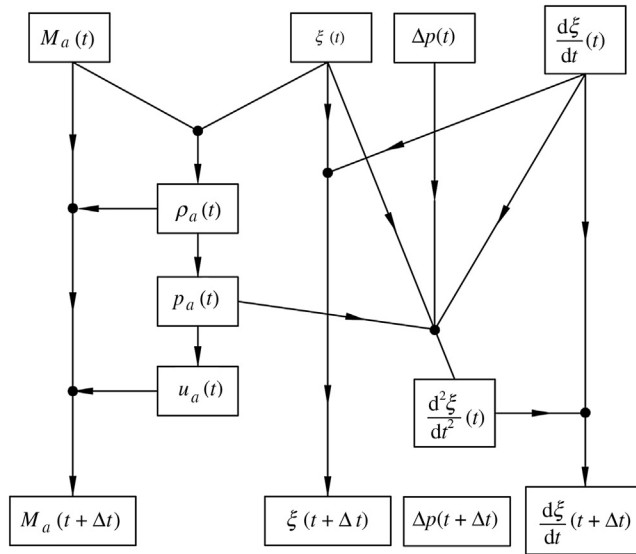 M_a(t)
ξ(t)
Δp(t)
dξ/dt (t)
ρ_a(t)
p_a(t)
u_a(t)
d²ξ/dt² (t)
M_a(t + Δt)
ξ(t + Δt)
Δp(t + Δt)
dξ/dt (t + Δt)